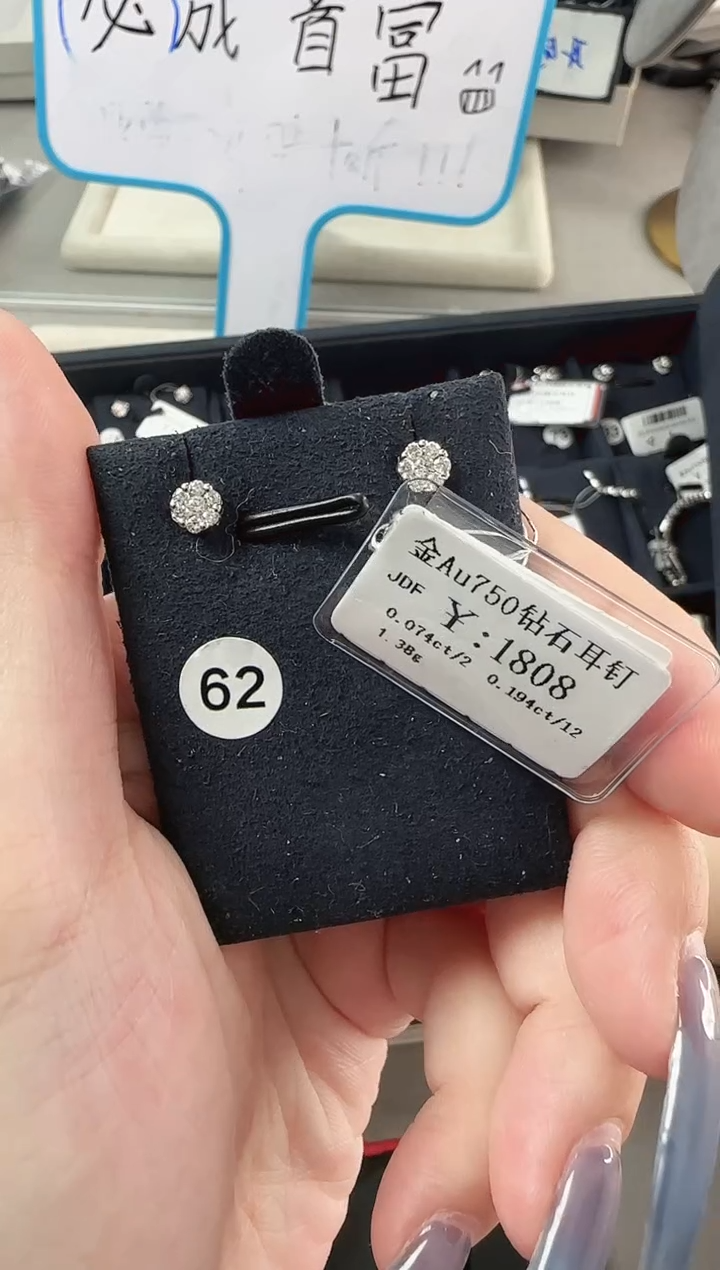 必成 首富
62
金Au750钻石耳钉
JDF ￥:1808
0.074ct/2 0.194ct/12
1.38g